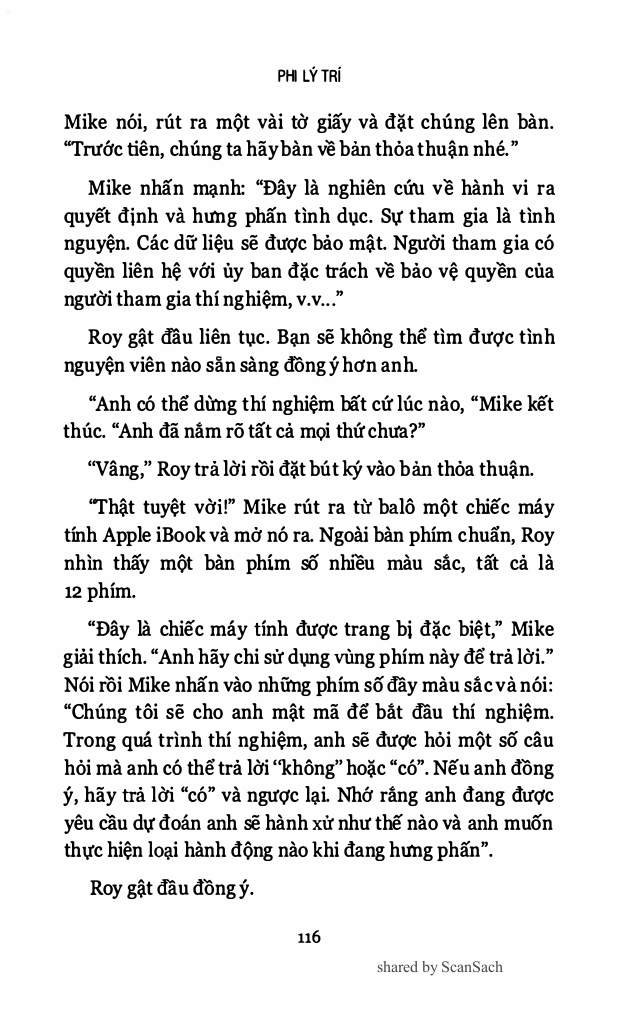 PHI LÝ TRÍ
Mike nói, rút ra một vài tờ giấy và đặt chúng lên bàn.
“Trước tiên, chúng ta hãy bàn về bản thỏa thuận nhé.”
Mike nhấn mạnh: “Đây là nghiên cứu về hành vi ra
quyết định và hưng phấn tình dục. Sự tham gia là tình
nguyện. Các dữ liệu sẽ được bảo mật. Người tham gia có
quyền liên hệ với ủy ban đặc trách về bảo vệ quyền của
người tham gia thí nghiệm, v.v...”
Roy gật đầu liên tục. Bạn sẽ không thể tìm được tình
nguyện viên nào sẵn sàng đồng ý hơn anh.
“Anh có thể dừng thí nghiệm bất cứ lúc nào, “Mike kết
thúc. “Anh đã nắm rõ tất cả mọi thứ chưa?”
“Vâng,” Roy trả lời rồi đặt bút ký vào bản thỏa thuận.
“Thật tuyệt vời!” Mike rút ra từ balô một chiếc máy
tính Apple iBook và mở nó ra. Ngoài bàn phím chuẩn, Roy
nhìn thấy một bàn phím số nhiều màu sắc, tất cả là
12 phím.
“Đây là chiếc máy tính được trang bị đặc biệt,” Mike
giải thích. “Anh hãy chỉ sử dụng vùng phím này để trả lời.”
Nói rồi Mike nhấn vào những phím số đầy màu sắc và nói:
“Chúng tôi sẽ cho anh mật mã để bắt đầu thí nghiệm.
Trong quá trình thí nghiệm, anh sẽ được hỏi một số câu
hỏi mà anh có thể trả lời “không” hoặc “có”. Nếu anh đồng
ý, hãy trả lời “có” và ngược lại. Nhớ rằng anh đang được
yêu cầu dự đoán anh sẽ hành xử như thế nào và anh muốn
thực hiện loại hành động nào khi đang hưng phấn”.
Roy gật đầu đồng ý.
116
shared by ScanSach